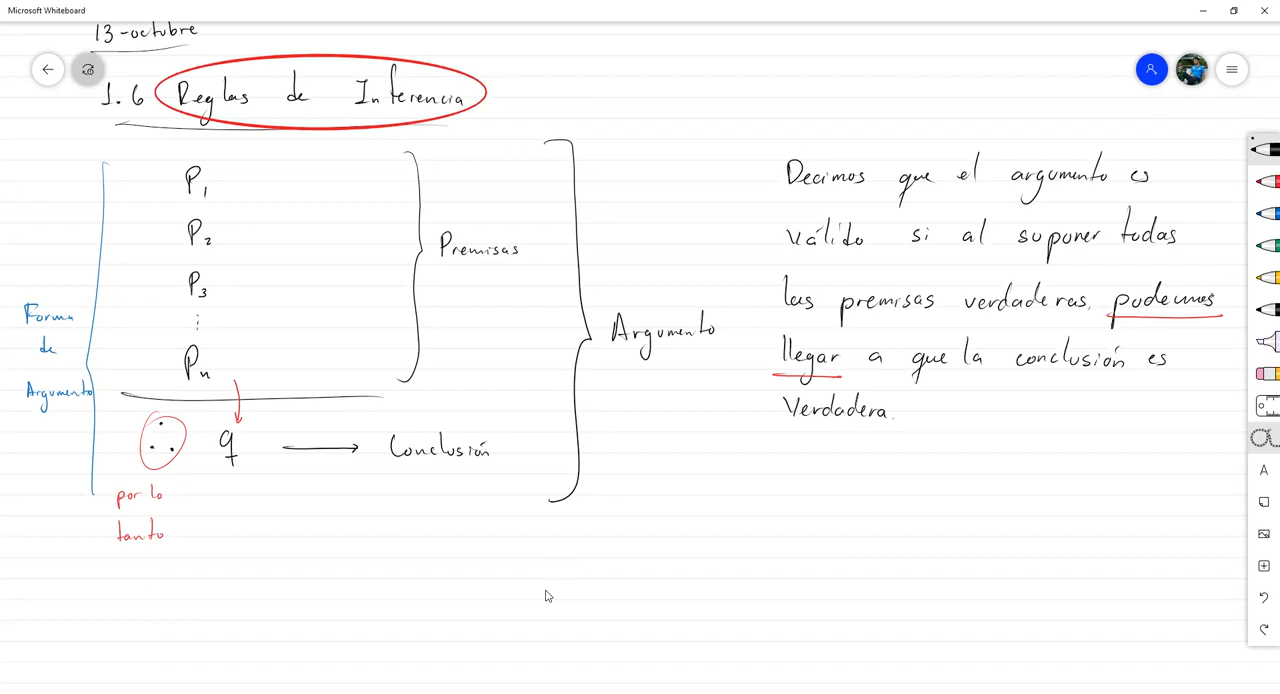 Microsoft Whiteboard
13-octubre
1.6 Reglas de Inferencia
P1
P2
P3
⋮
Pn
Premisas
Argumento
Forma
de
Argumento
∴ q → Conclusión
por lo
tanto
Decimos que el argumento es
válido si al suponer todas
las premisas verdaderas, podemos
llegar a que la conclusión es
verdadera.
A